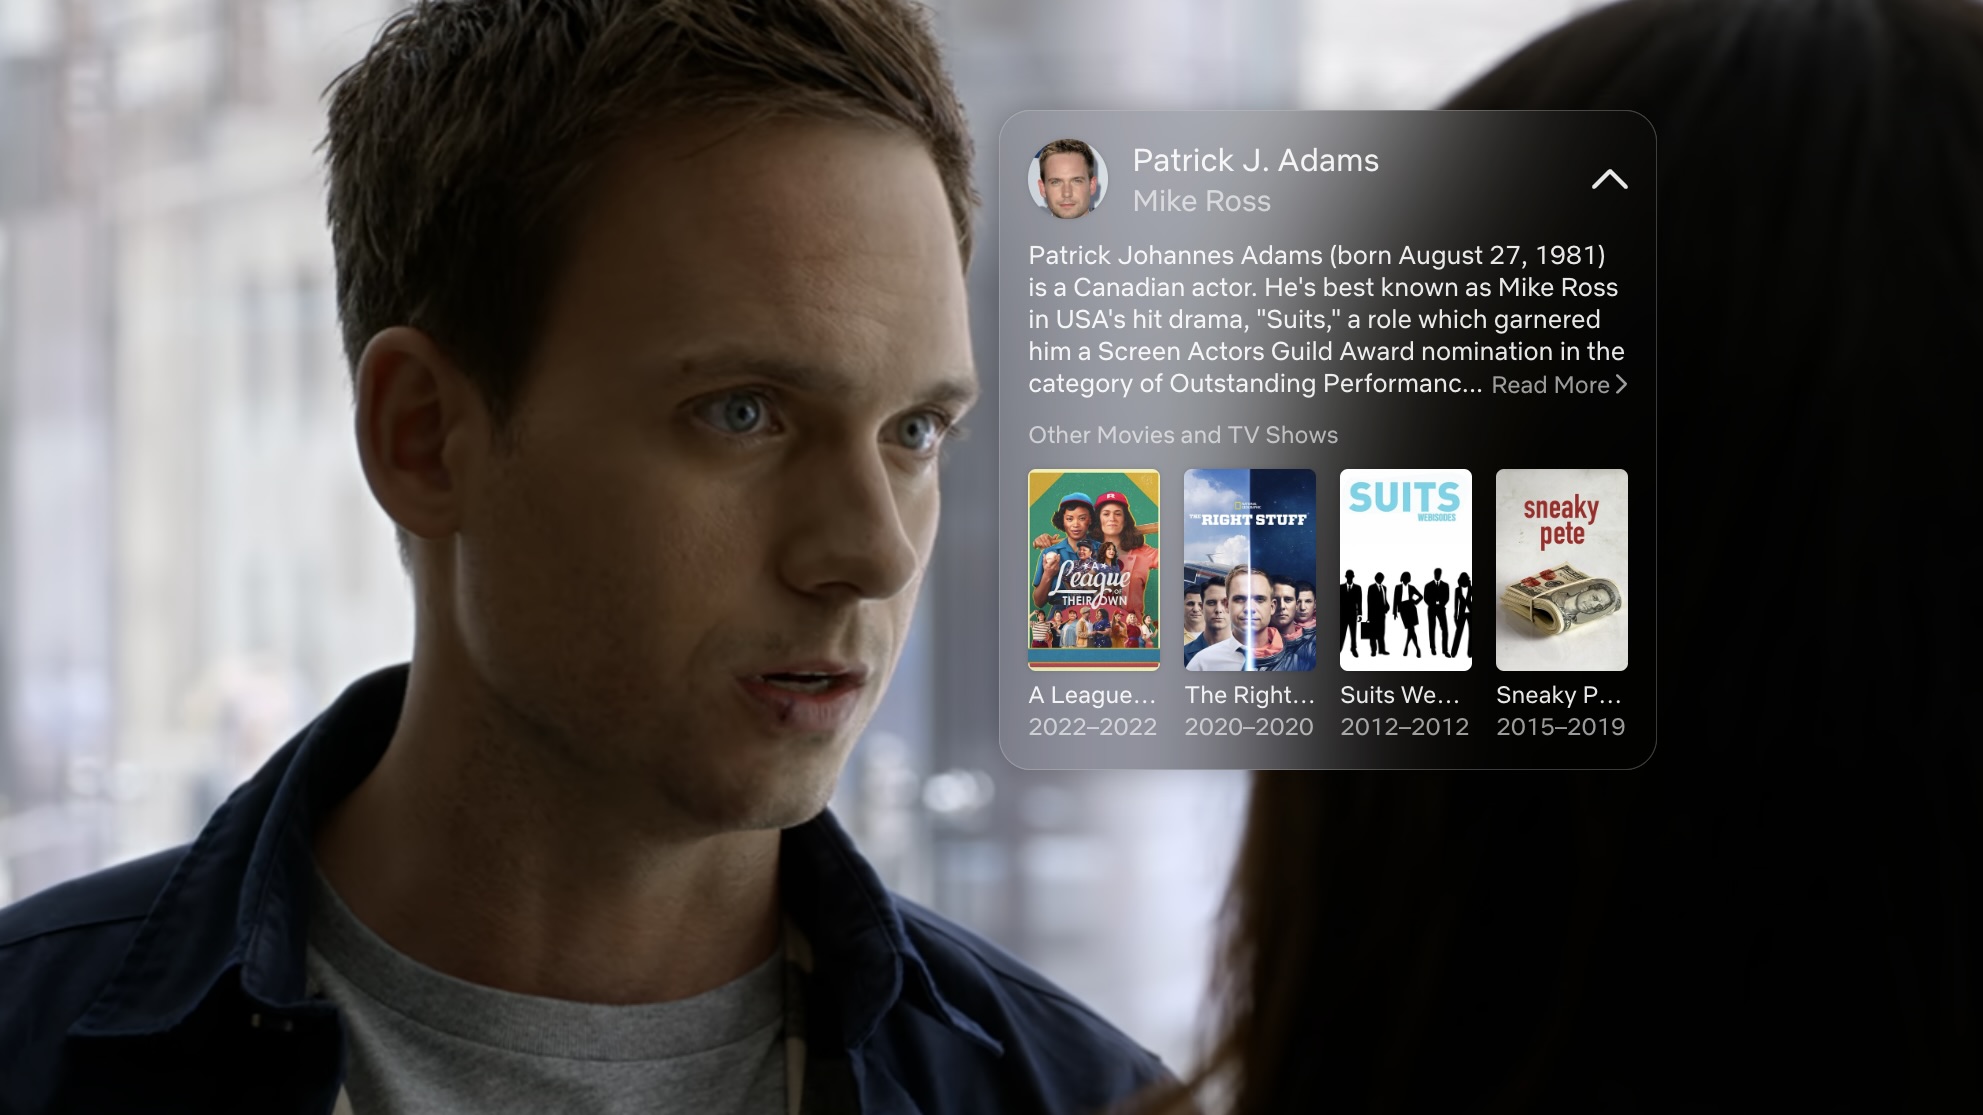 Patrick J. Adams
Mike Ross
Patrick Johannes Adams (born August 27, 1981)
is a Canadian actor. He's best known as Mike Ross
in USA's hit drama, "Suits," a role which garnered
him a Screen Actors Guild Award nomination in the
category of Outstanding Performanc... Read More
Other Movies and TV Shows
A
League
OF
THEIR OWN
NATIONAL
GEOGRAPHIC
THE RIGHT STUFF
SUITS
WEBISODES
sneaky
pete
A League... The Right... Suits We... Sneaky P...
2022–2022 2020–2020 2012–2012 2015–2019